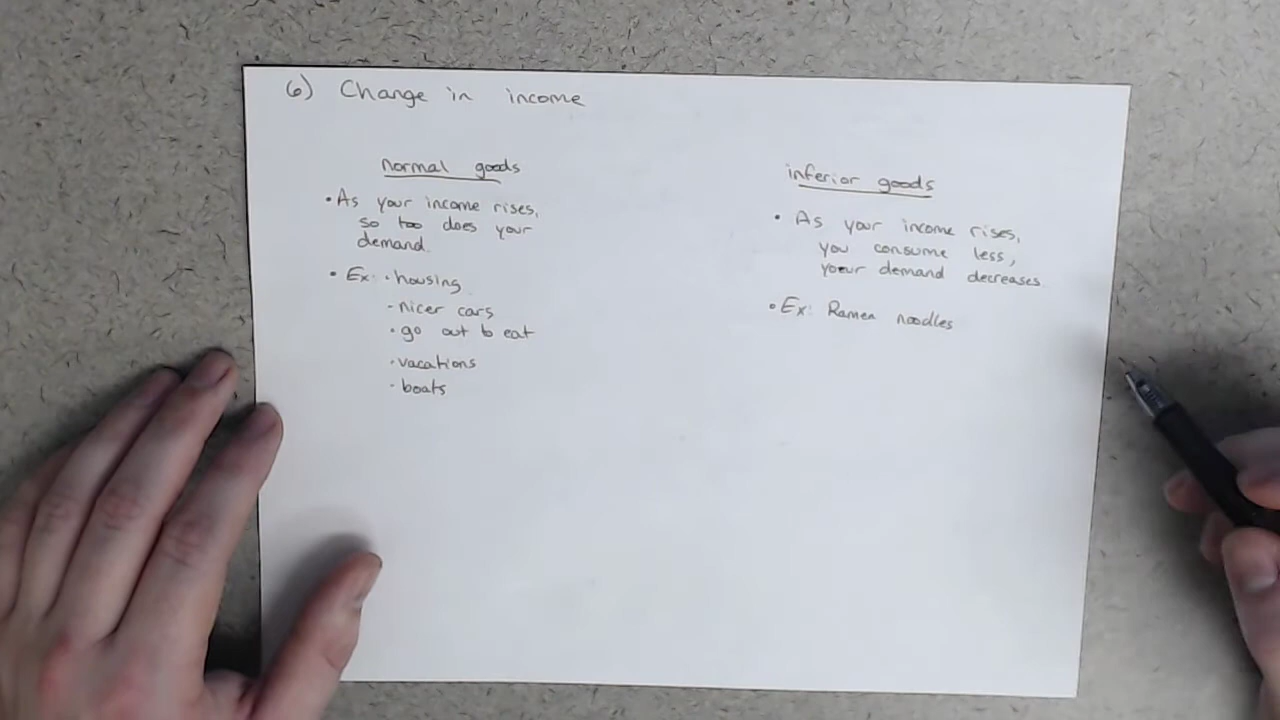 6) Change in income
normal goods
• As your income rises,
so too does your
demand.
• Ex: • housing
- nicer cars
• go out to eat
• vacations
• boats
inferior goods
• As your income rises,
you consume less,
your demand decreases.
• Ex: Ramen noodles